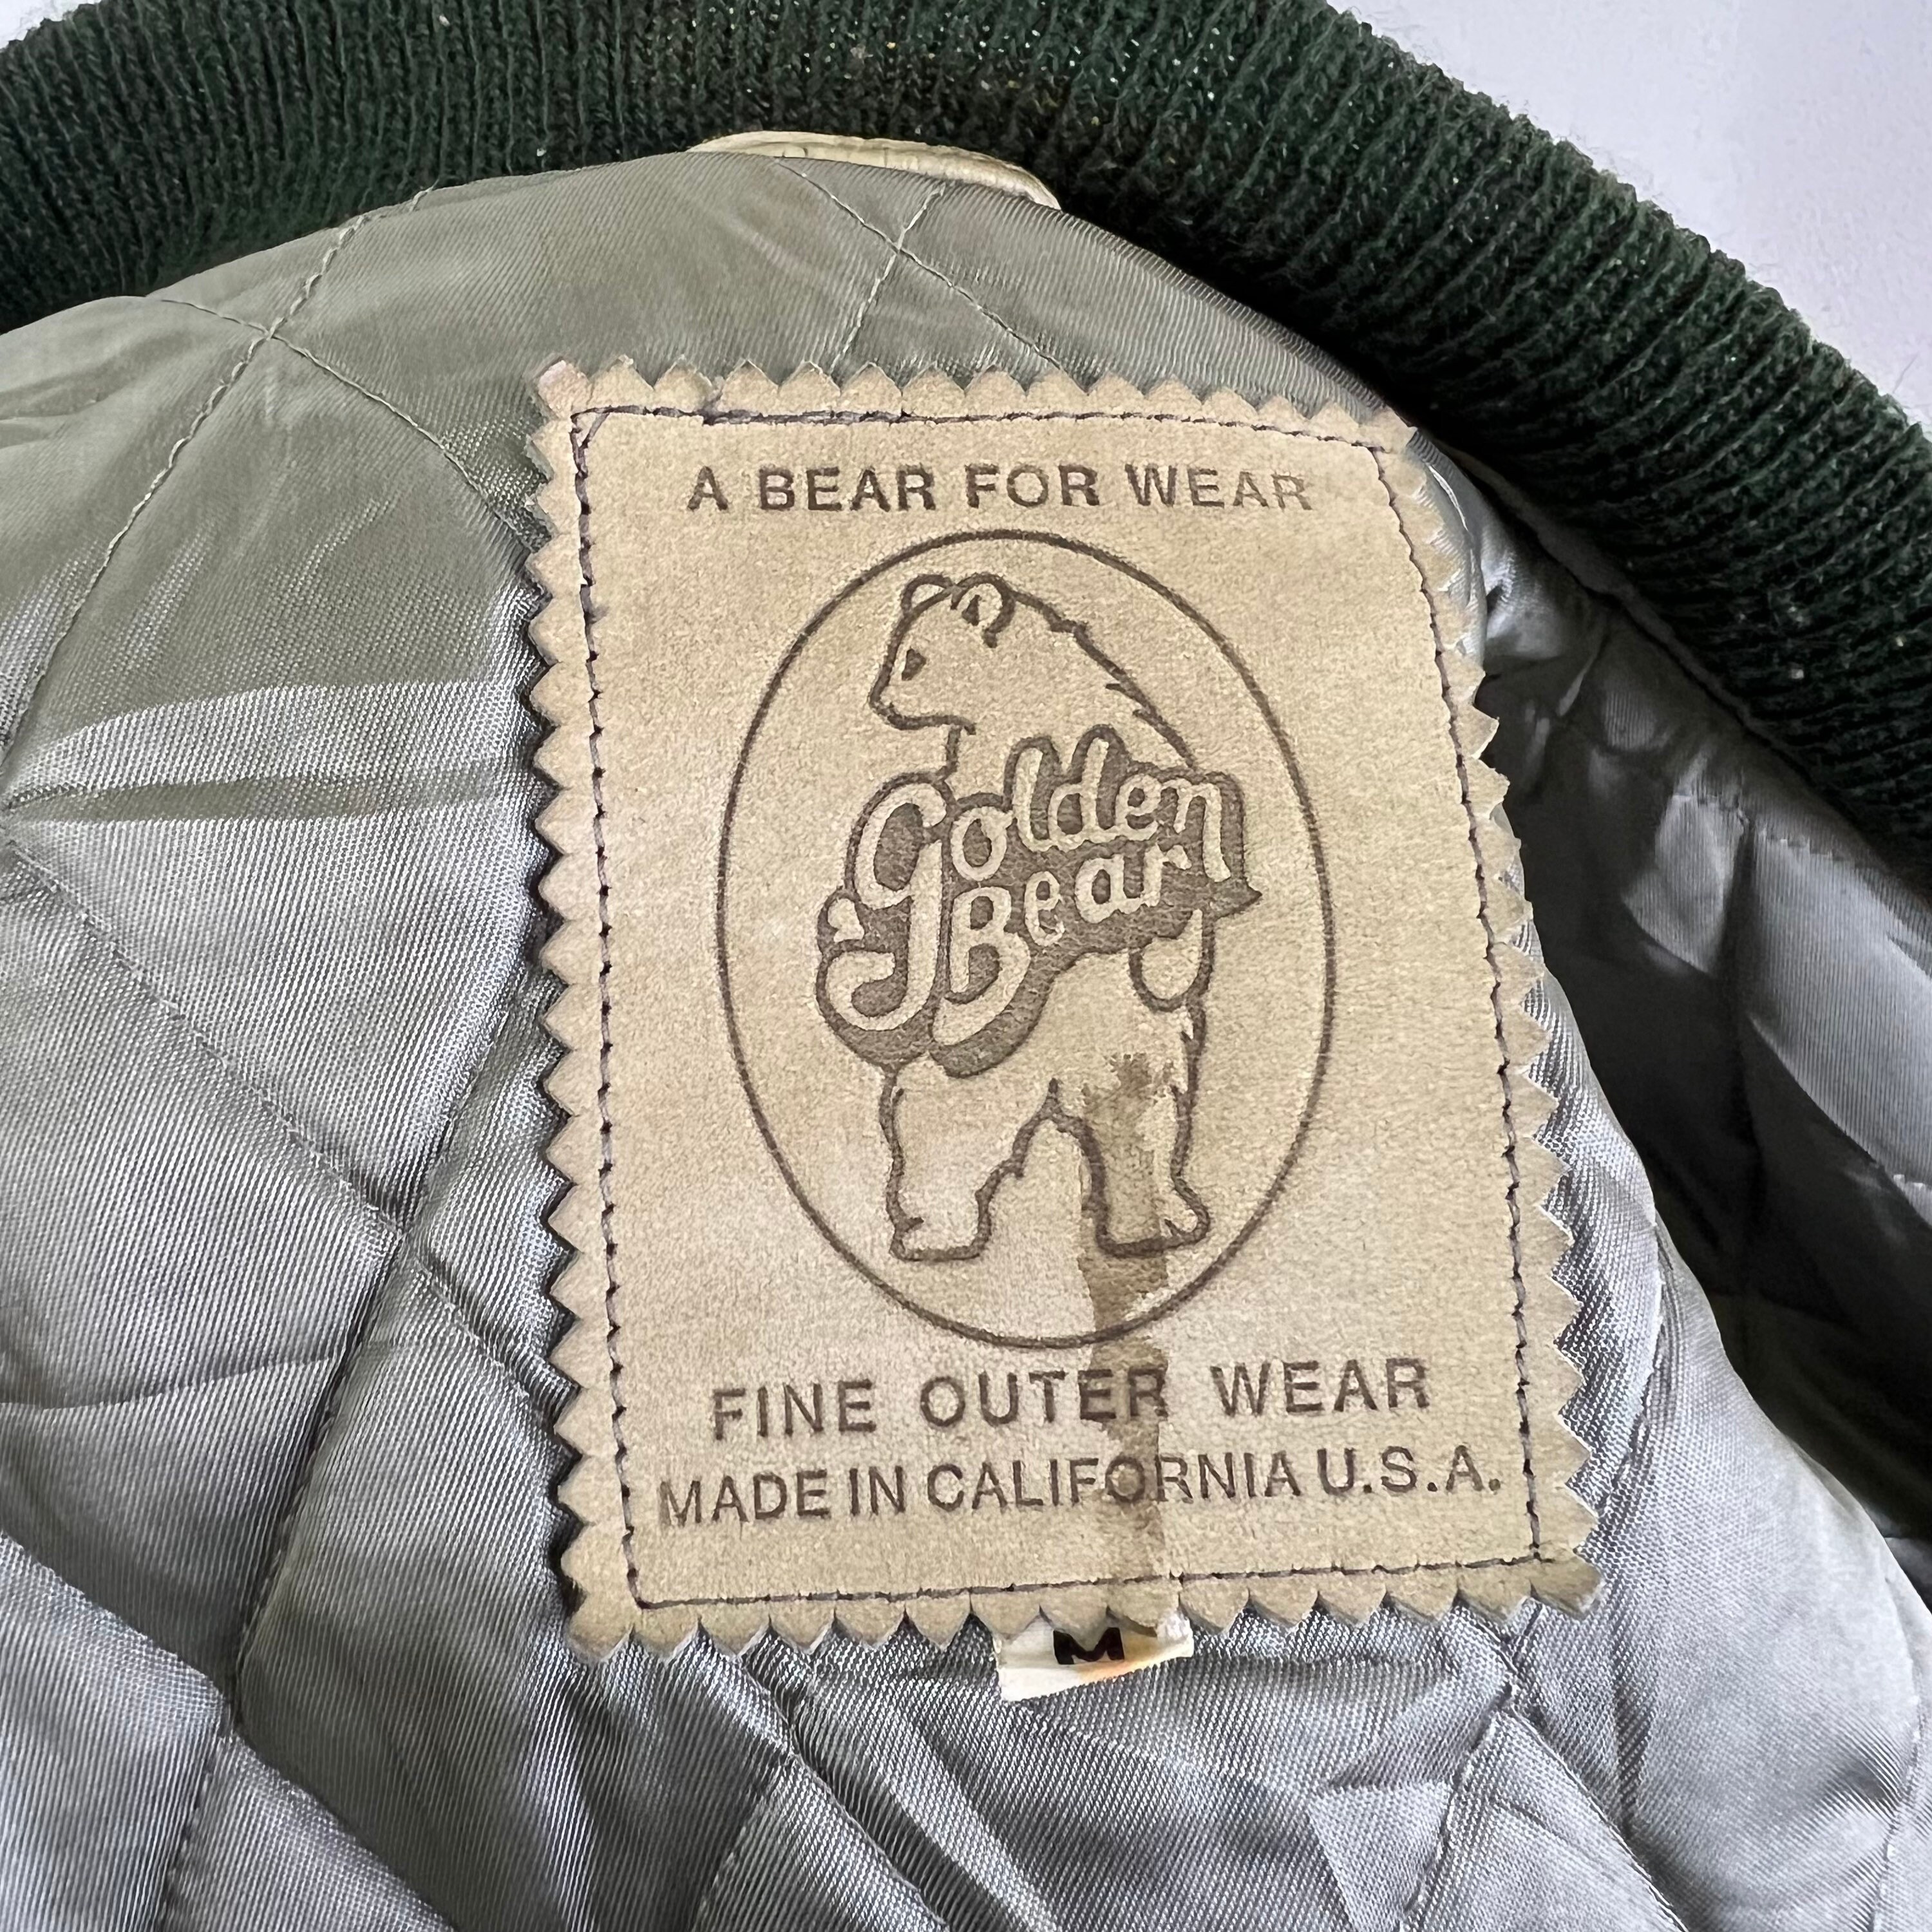 A BEAR FOR WEAR
Golden
Bear
FINE OUTER WEAR
MADE IN CALIFORNIA U.S.A.
M